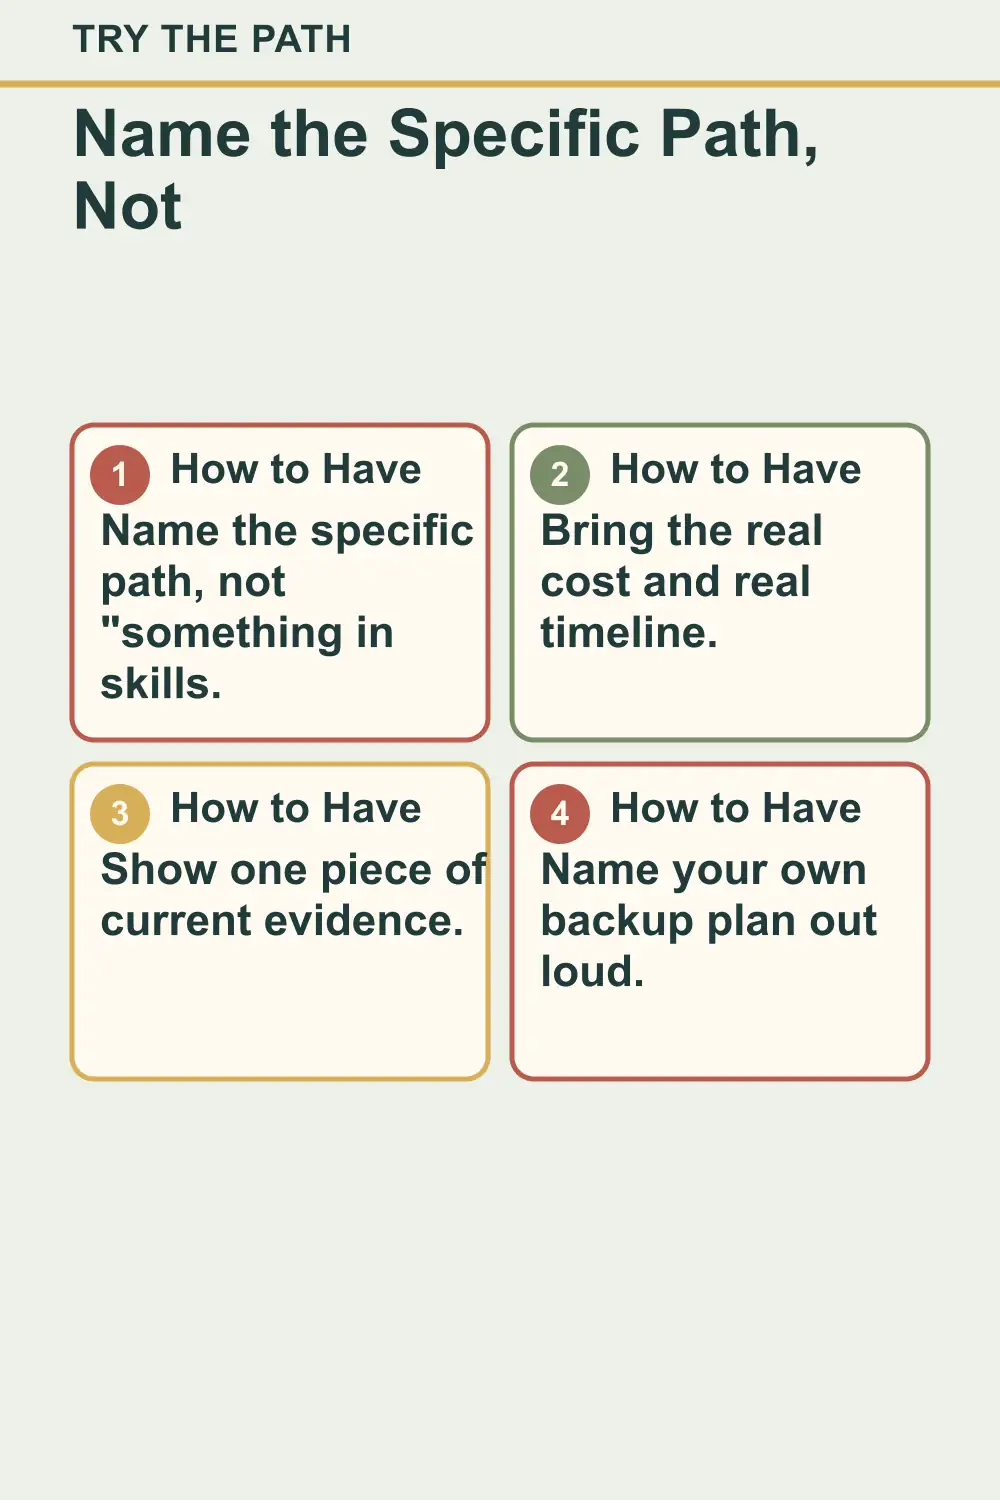 TRY THE PATH
Name the Specific Path,
Not
1 How to Have
Name the specific
path, not
"something in
skills.
2 How to Have
Bring the real
cost and real
timeline.
3 How to Have
Show one piece of
current evidence.
4 How to Have
Name your own
backup plan out
loud.